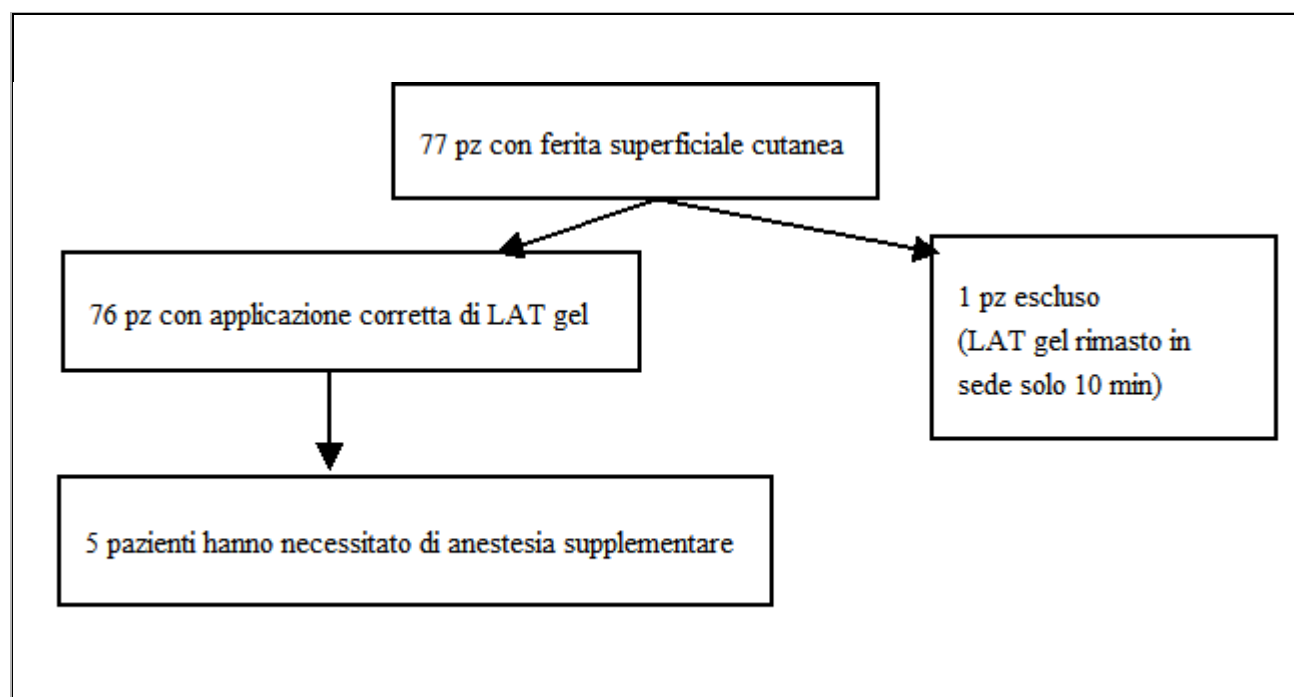 77 pz con ferita superficiale cutanea
76 pz con applicazione corretta di LAT gel
1 pz escluso
(LAT gel rimasto in
sede solo 10 min)
5 pazienti hanno necessitato di anestesia supplementare